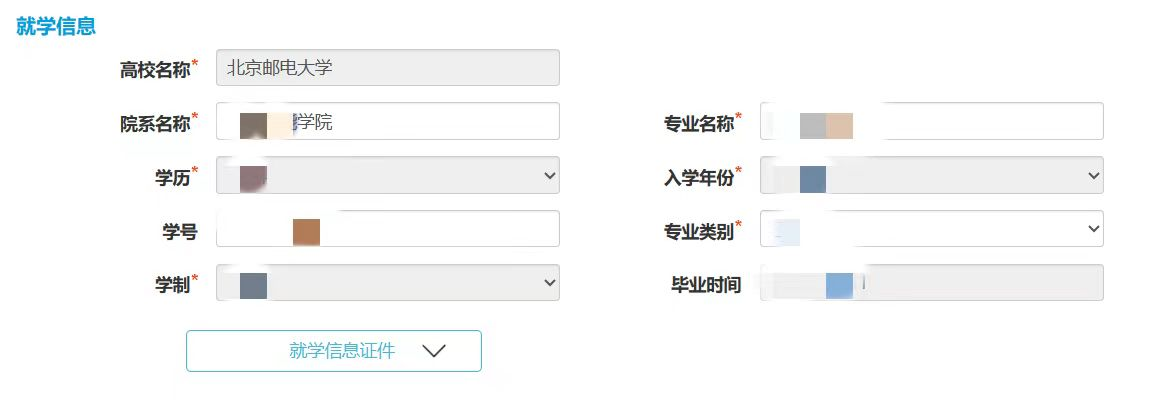 就学信息
高校名称* 北京邮电大学
院系名称* 学院 专业名称*
学历* 入学年份*
学号 专业类别*
学制* 毕业时间
就学信息证件